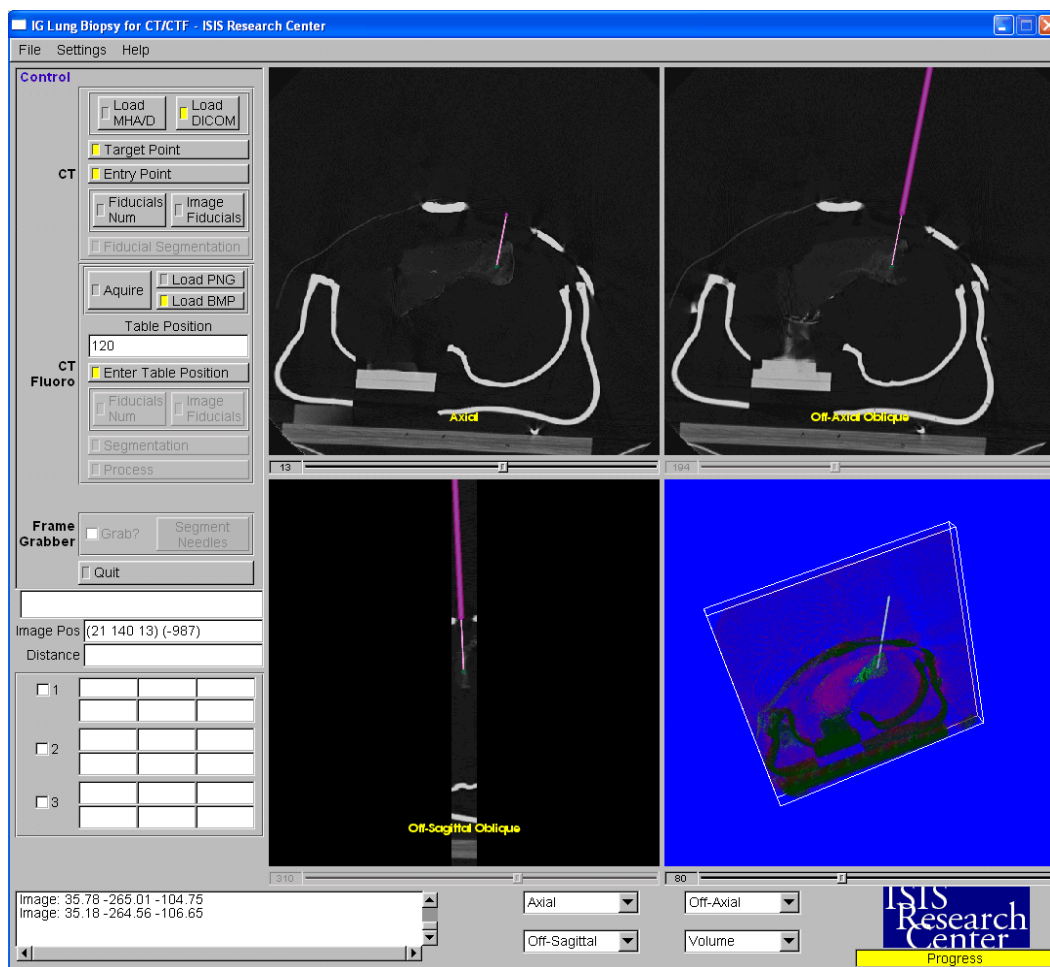 IG Lung Biopsy for CT/CTF - ISIS Research Center
File Settings Help
Control
CT
Load MHA/D
Load DICOM
Target Point
Entry Point
Fiducials Num
Image Fiducials
Fiducial Segmentation
CT Fluoro
Aquire
Load PNG
Load BMP
Table Position
120
Enter Table Position
Fiducials Num
Image Fiducials
Segmentation
Process
Frame Grabber
Grab?
Segment Needles
Quit
Image Pos (21 140 13) (-987)
Distance
1
2
3
Axial
13
Off-Axial Oblique
194
Off-Sagittal Oblique
310
80
Image: 35.78 -265.01 -104.75
Image: 35.18 -264.56 -106.65
Axial
Off-Axial
Off-Sagittal
Volume
ISIS
Research
Center
Progress